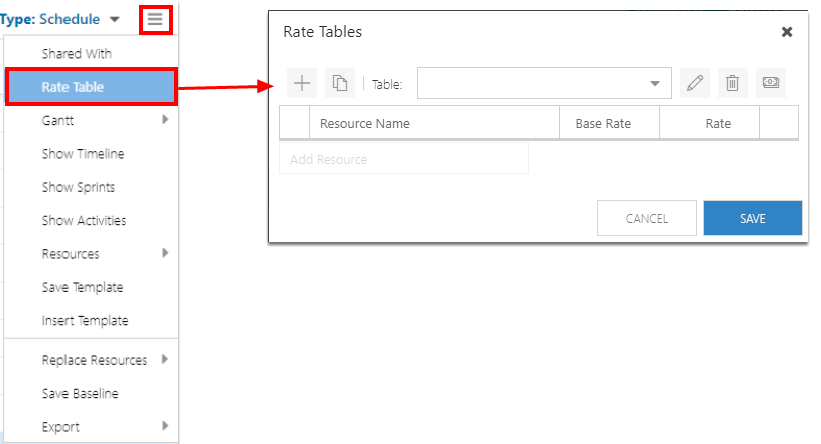 Type: Schedule
Shared With
Rate Table
Gantt
Show Timeline
Show Sprints
Show Activities
Resources
Save Template
Insert Template
Replace Resources
Save Baseline
Export
Rate Tables
Table:
Resource Name Base Rate Rate
Add Resource
CANCEL SAVE